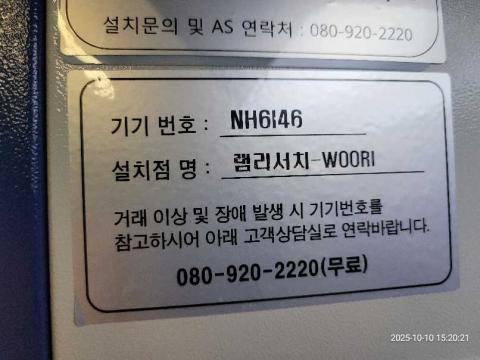 설치문의 및 AS 연락처 : 080-920-2220
기기 번호 : NH6146
설치점 명 : 램리서치-WOORI
거래 이상 및 장애 발생 시 기기번호를
참고하시어 아래 고객상담실로 연락바랍니다.
080-920-2220(무료)
2025-10-10 15:20:21